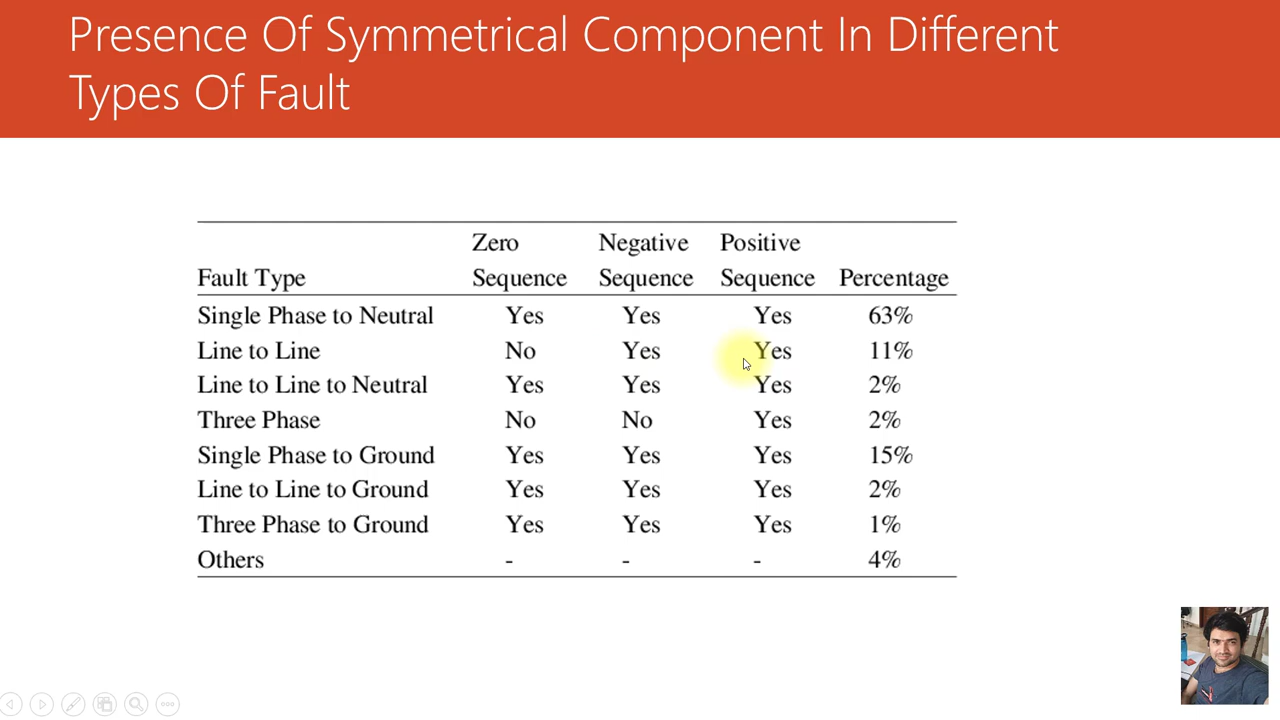 Presence Of Symmetrical Component In Different
Types Of Fault
Zero Negative Positive
Fault Type Sequence Sequence Sequence Percentage
Single Phase to Neutral Yes Yes Yes 63%
Line to Line No Yes Yes 11%
Line to Line to Neutral Yes Yes Yes 2%
Three Phase No No Yes 2%
Single Phase to Ground Yes Yes Yes 15%
Line to Line to Ground Yes Yes Yes 2%
Three Phase to Ground Yes Yes Yes 1%
Others - - - 4%